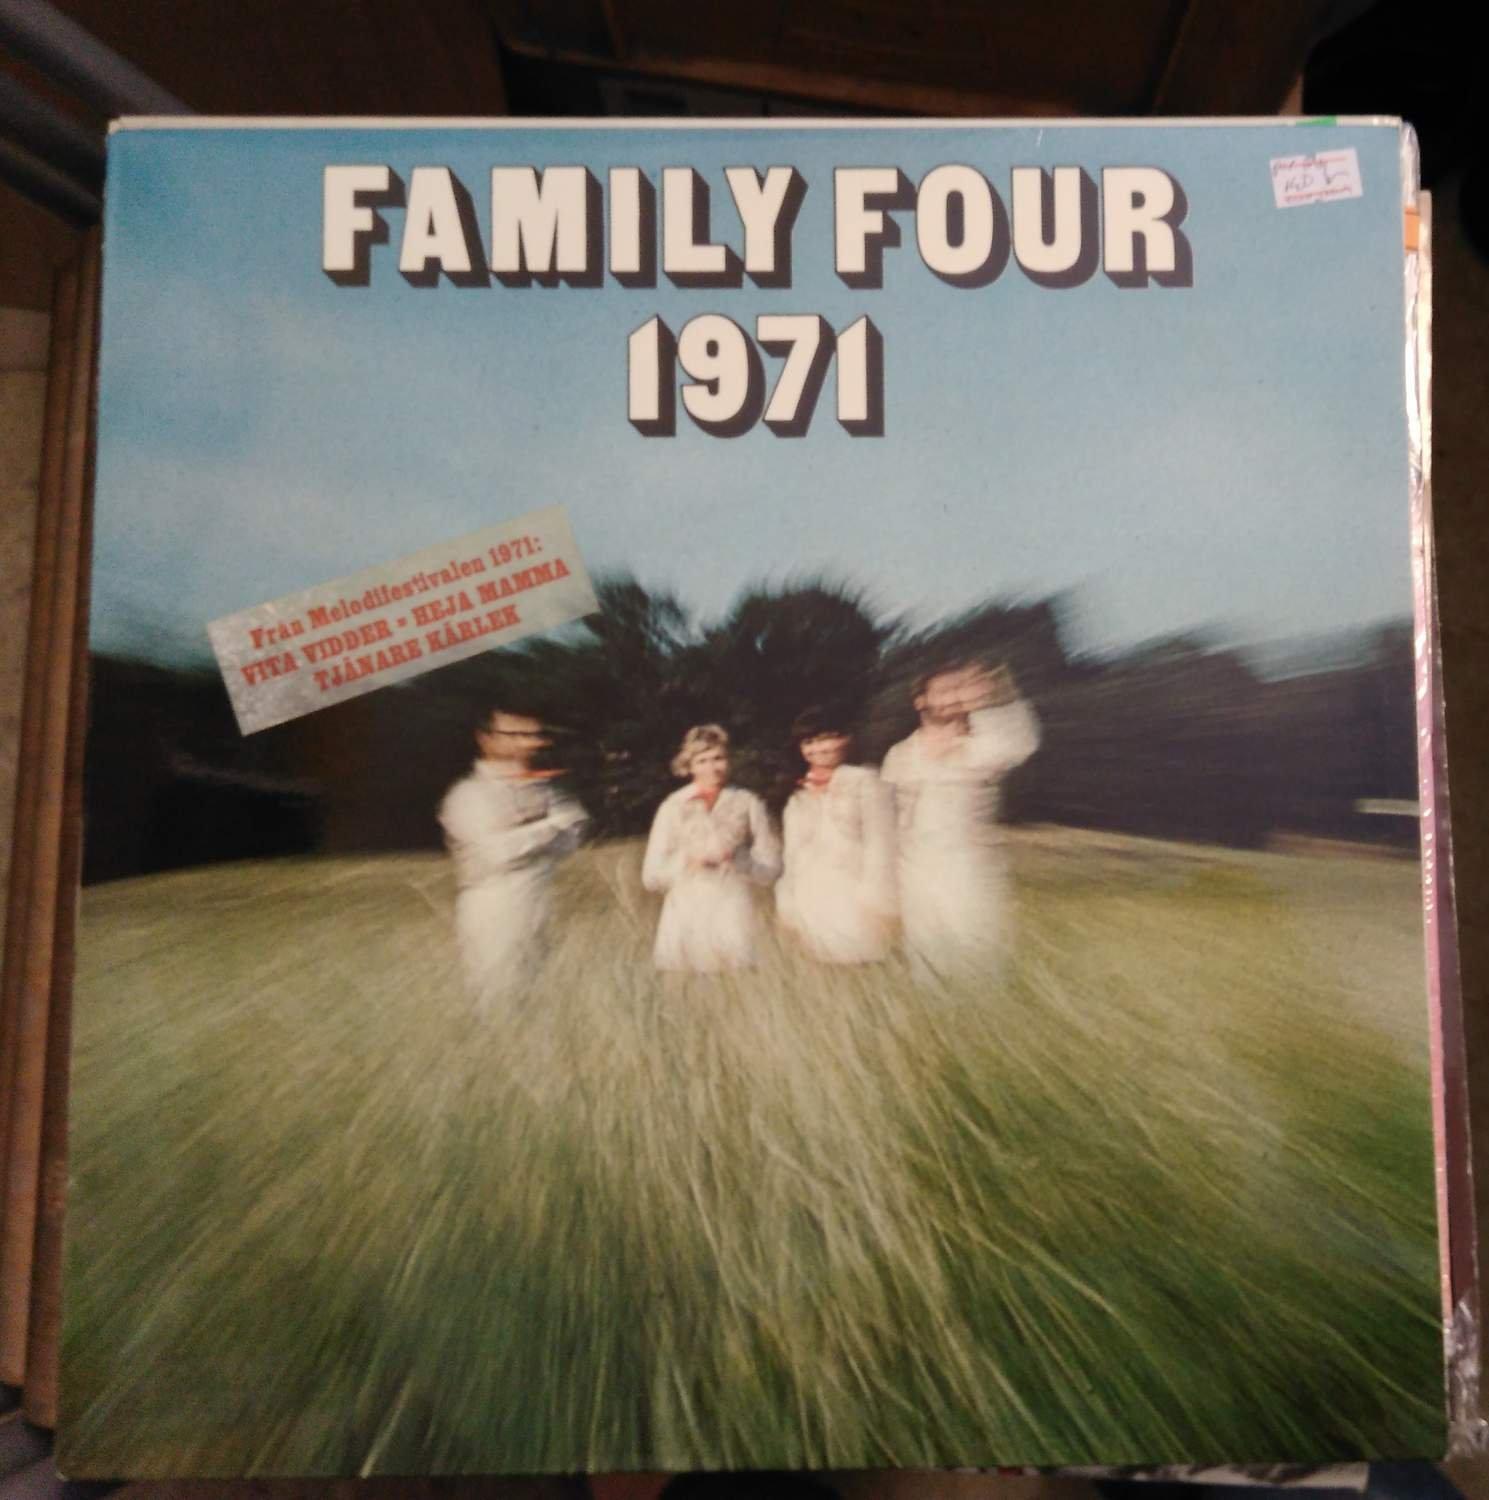 FAMILY FOUR
1971
Från Melodifestivalen 1971:
VITA VIDDER • HEJA MAMMA
TJÄNARE KÄRLEK